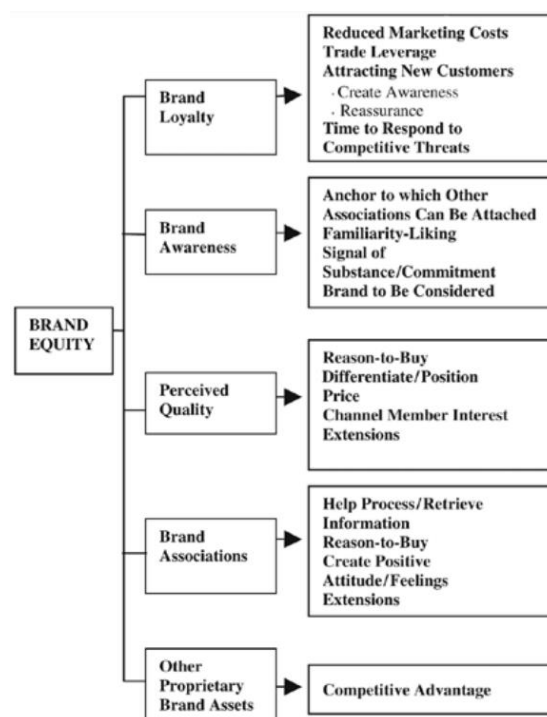 BRAND
EQUITY
Brand
Loyalty
Reduced Marketing Costs
Trade Leverage
Attracting New Customers
· Create Awareness
· Reassurance
Time to Respond to
Competitive Threats
Brand
Awareness
Anchor to which Other
Associations Can Be Attached
Familiarity-Liking
Signal of
Substance/Commitment
Brand to Be Considered
Perceived
Quality
Reason-to-Buy
Differentiate/Position
Price
Channel Member Interest
Extensions
Brand
Associations
Help Process/Retrieve
Information
Reason-to-Buy
Create Positive
Attitude/Feelings
Extensions
Other
Proprietary
Brand Assets
Competitive Advantage